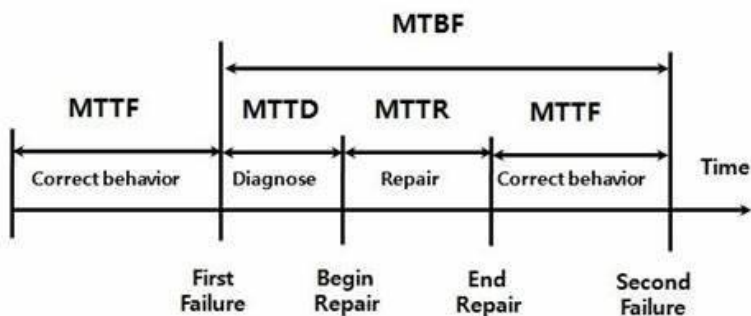 MTBF
MTTF MTTD MTTR MTTF
Correct behavior Diagnose Repair Correct behavior Time
First Begin End Second
Failure Repair Repair Failure